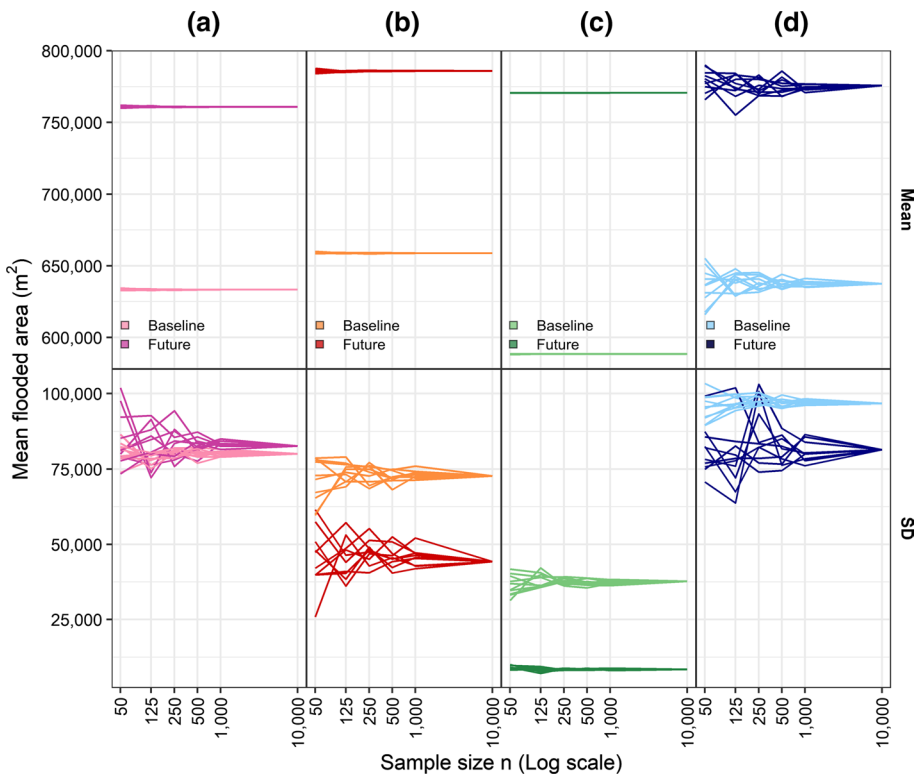 (a) (b) (c) (d)
800,000
750,000
700,000
650,000
600,000
Mean
Baseline
Future
Baseline
Future
Baseline
Future
Baseline
Future
Mean flooded area (m²)
100,000
75,000
50,000
25,000
SD
50 125 250 500 1,000 10,000
50 125 250 500 1,000 10,000
50 125 250 500 1,000 10,000
50 125 250 500 1,000 10,000
Sample size n (Log scale)